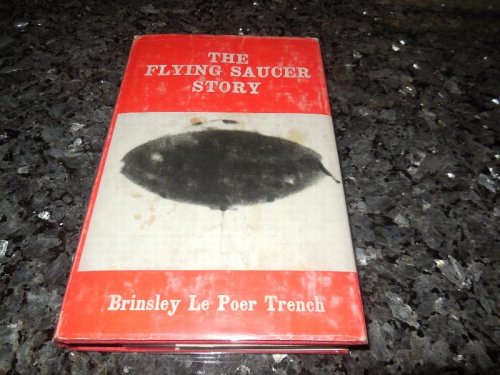 THE
FLYING SAUCER
STORY
Brinsley Le Poer Trench